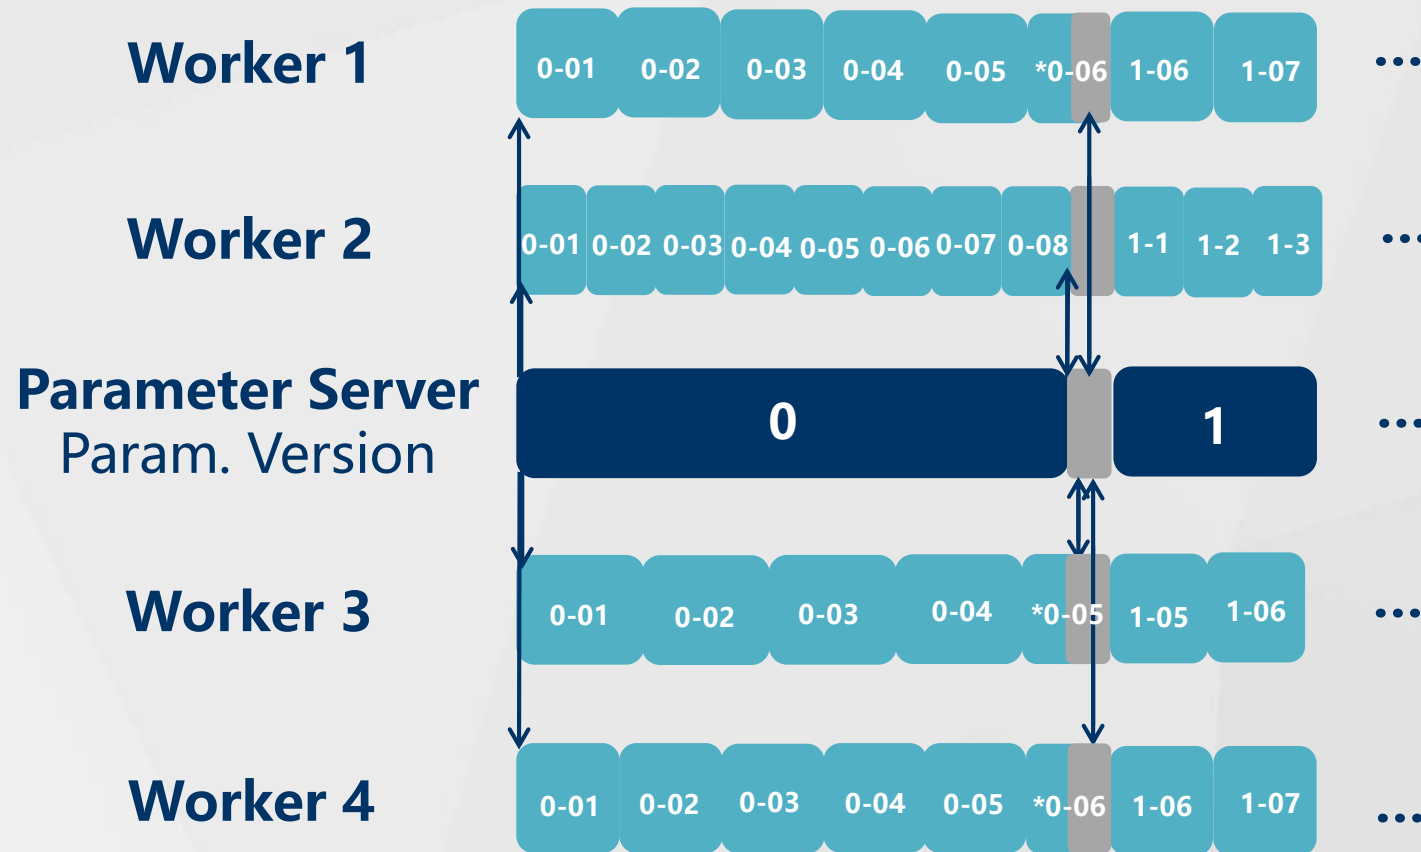 Worker 1 0-01 0-02 0-03 0-04 0-05 *0-06 1-06 1-07 ...
Worker 2 0-01 0-02 0-03 0-04 0-05 0-06 0-07 0-08 1-1 1-2 1-3 ...
Parameter Server
Param. Version 0 1 ...
Worker 3 0-01 0-02 0-03 0-04 *0-05 1-05 1-06 ...
Worker 4 0-01 0-02 0-03 0-04 0-05 *0-06 1-06 1-07 ...